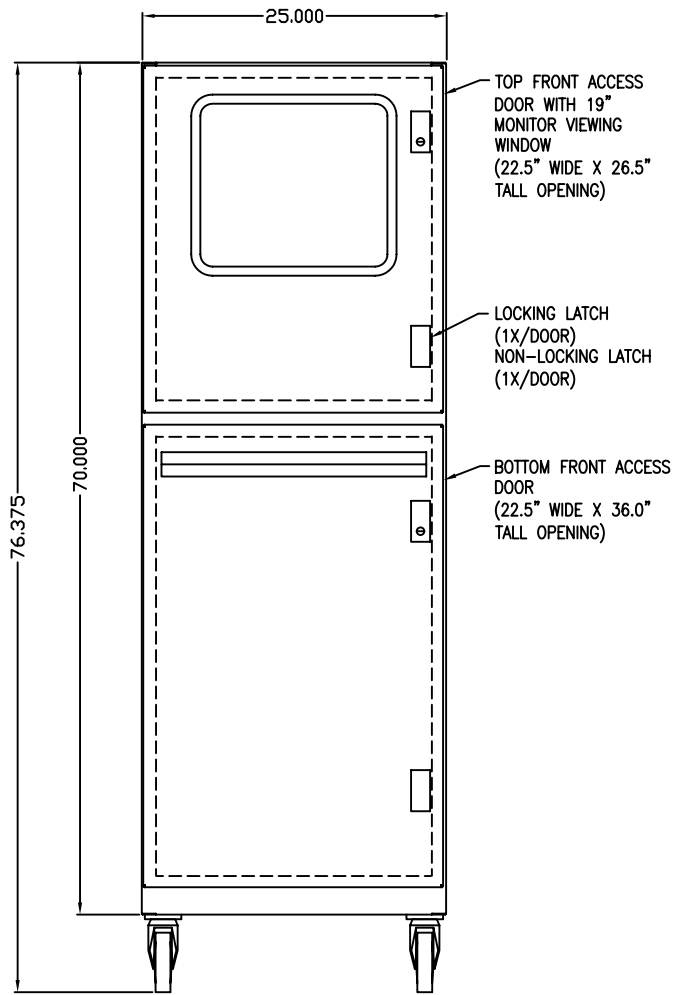 25.000
TOP FRONT ACCESS
DOOR WITH 19"
MONITOR VIEWING
WINDOW
(22.5" WIDE X 26.5"
TALL OPENING)
LOCKING LATCH
(1X/DOOR)
NON-LOCKING LATCH
(1X/DOOR)
70.000
76.375
BOTTOM FRONT ACCESS
DOOR
(22.5" WIDE X 36.0"
TALL OPENING)